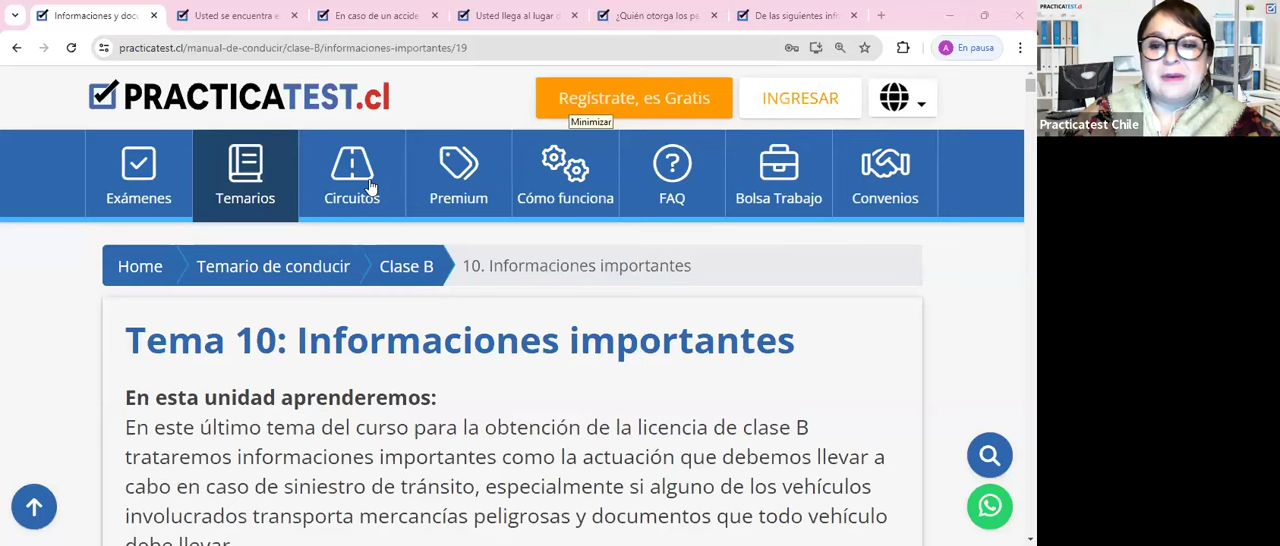 Informaciones y doc
Usted se encuentra e
En caso de un accide
Usted llega al lugar d
¿Quién otorga los pe
De las siguientes infr
practicatest.cl/manual-de-conducir/clase-B/informaciones-importantes/19
A En pausa
PRACTICATEST.cl
Regístrate, es Gratis
INGRESAR
Minimizar
Exámenes
Temarios
Circuitos
Premium
Cómo funciona
FAQ
Bolsa Trabajo
Convenios
Home
Temario de conducir
Clase B
10. Informaciones importantes
Tema 10: Informaciones importantes
En esta unidad aprenderemos:
En este último tema del curso para la obtención de la licencia de clase B
trataremos informaciones importantes como la actuación que debemos llevar a
cabo en caso de siniestro de tránsito, especialmente si alguno de los vehículos
involucrados transporta mercancías peligrosas y documentos que todo vehículo
debe llevar.
PRACTICATEST.cl
Practicatest Chile